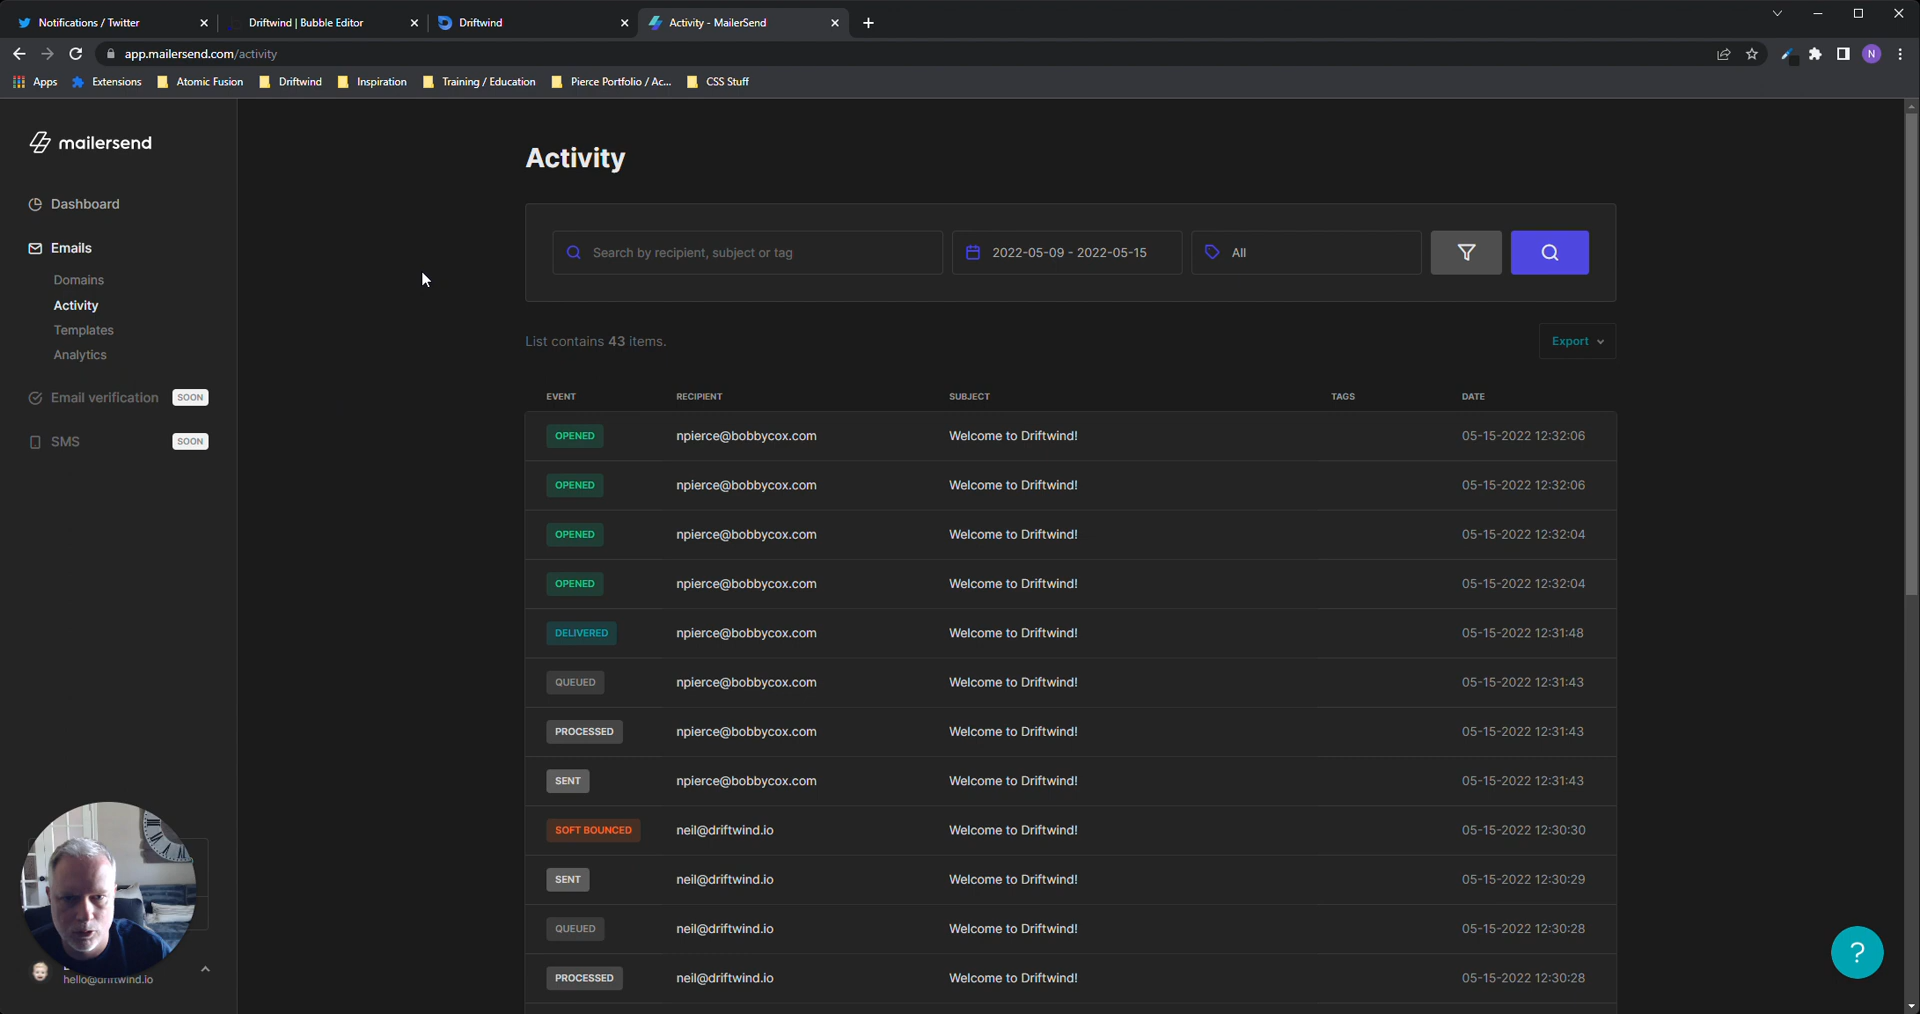 Notifications / Twitter
Driftwind | Bubble Editor
Driftwind
Activity - MailerSend
app.mailersend.com/activity
N
Apps
Extensions
Atomic Fusion
Driftwind
Inspiration
Training / Education
Pierce Portfolio / Ac...
CSS Stuff
mailersend
Dashboard
Emails
Domains
Activity
Templates
Analytics
Email verification SOON
SMS SOON
hello@driftwind.io
Activity
Search by recipient, subject or tag
2022-05-09 - 2022-05-15
All
List contains 43 items.
Export
EVENT RECIPIENT SUBJECT TAGS DATE
OPENED npierce@bobbycox.com Welcome to Driftwind! 05-15-2022 12:32:06
OPENED npierce@bobbycox.com Welcome to Driftwind! 05-15-2022 12:32:06
OPENED npierce@bobbycox.com Welcome to Driftwind! 05-15-2022 12:32:04
OPENED npierce@bobbycox.com Welcome to Driftwind! 05-15-2022 12:32:04
DELIVERED npierce@bobbycox.com Welcome to Driftwind! 05-15-2022 12:31:48
QUEUED npierce@bobbycox.com Welcome to Driftwind! 05-15-2022 12:31:43
PROCESSED npierce@bobbycox.com Welcome to Driftwind! 05-15-2022 12:31:43
SENT npierce@bobbycox.com Welcome to Driftwind! 05-15-2022 12:31:43
SOFT BOUNCED neil@driftwind.io Welcome to Driftwind! 05-15-2022 12:30:30
SENT neil@driftwind.io Welcome to Driftwind! 05-15-2022 12:30:29
QUEUED neil@driftwind.io Welcome to Driftwind! 05-15-2022 12:30:28
PROCESSED neil@driftwind.io Welcome to Driftwind! 05-15-2022 12:30:28
?